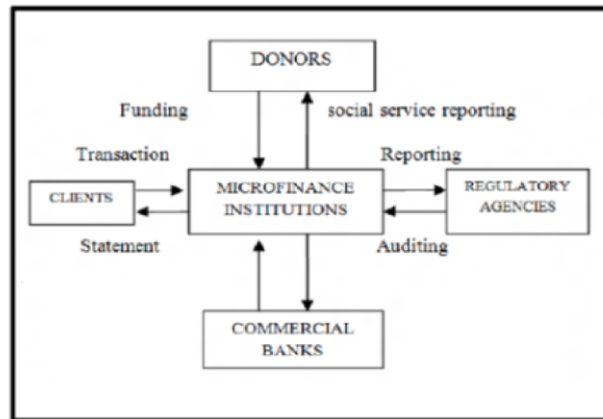 DONORS
Funding
social service reporting
Transaction
Reporting
CLIENTS
MICROFINANCE
INSTITUTIONS
REGULATORY
AGENCIES
Statement
Auditing
COMMERCIAL
BANKS